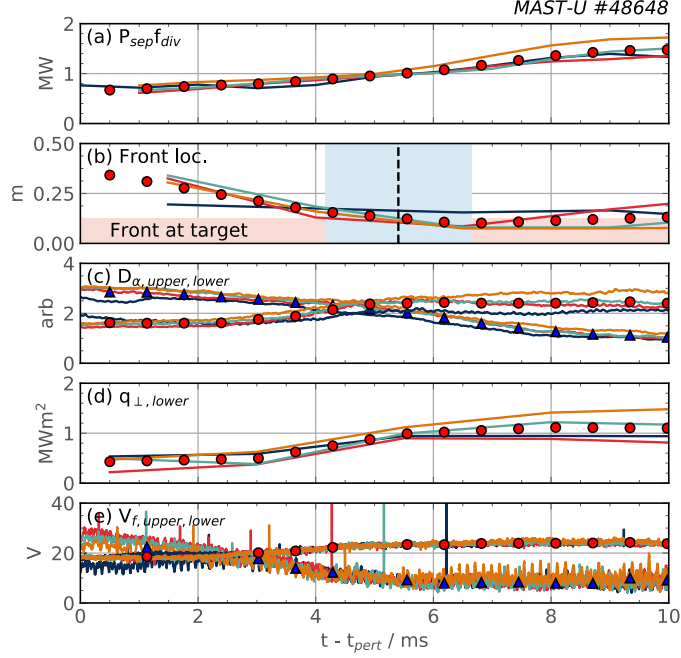 MAST-U #48648
(a) P_sep f_div
2
1
0
MW
(b) Front loc.
0.50
0.25
0.00
m
Front at target
(c) D_α,upper,lower
4
2
0
arb
(d) q_⊥,lower
2
1
0
MWm²
(e) V_f,upper,lower
40
20
0
V
0 2 4 6 8 10
t - t_pert / ms